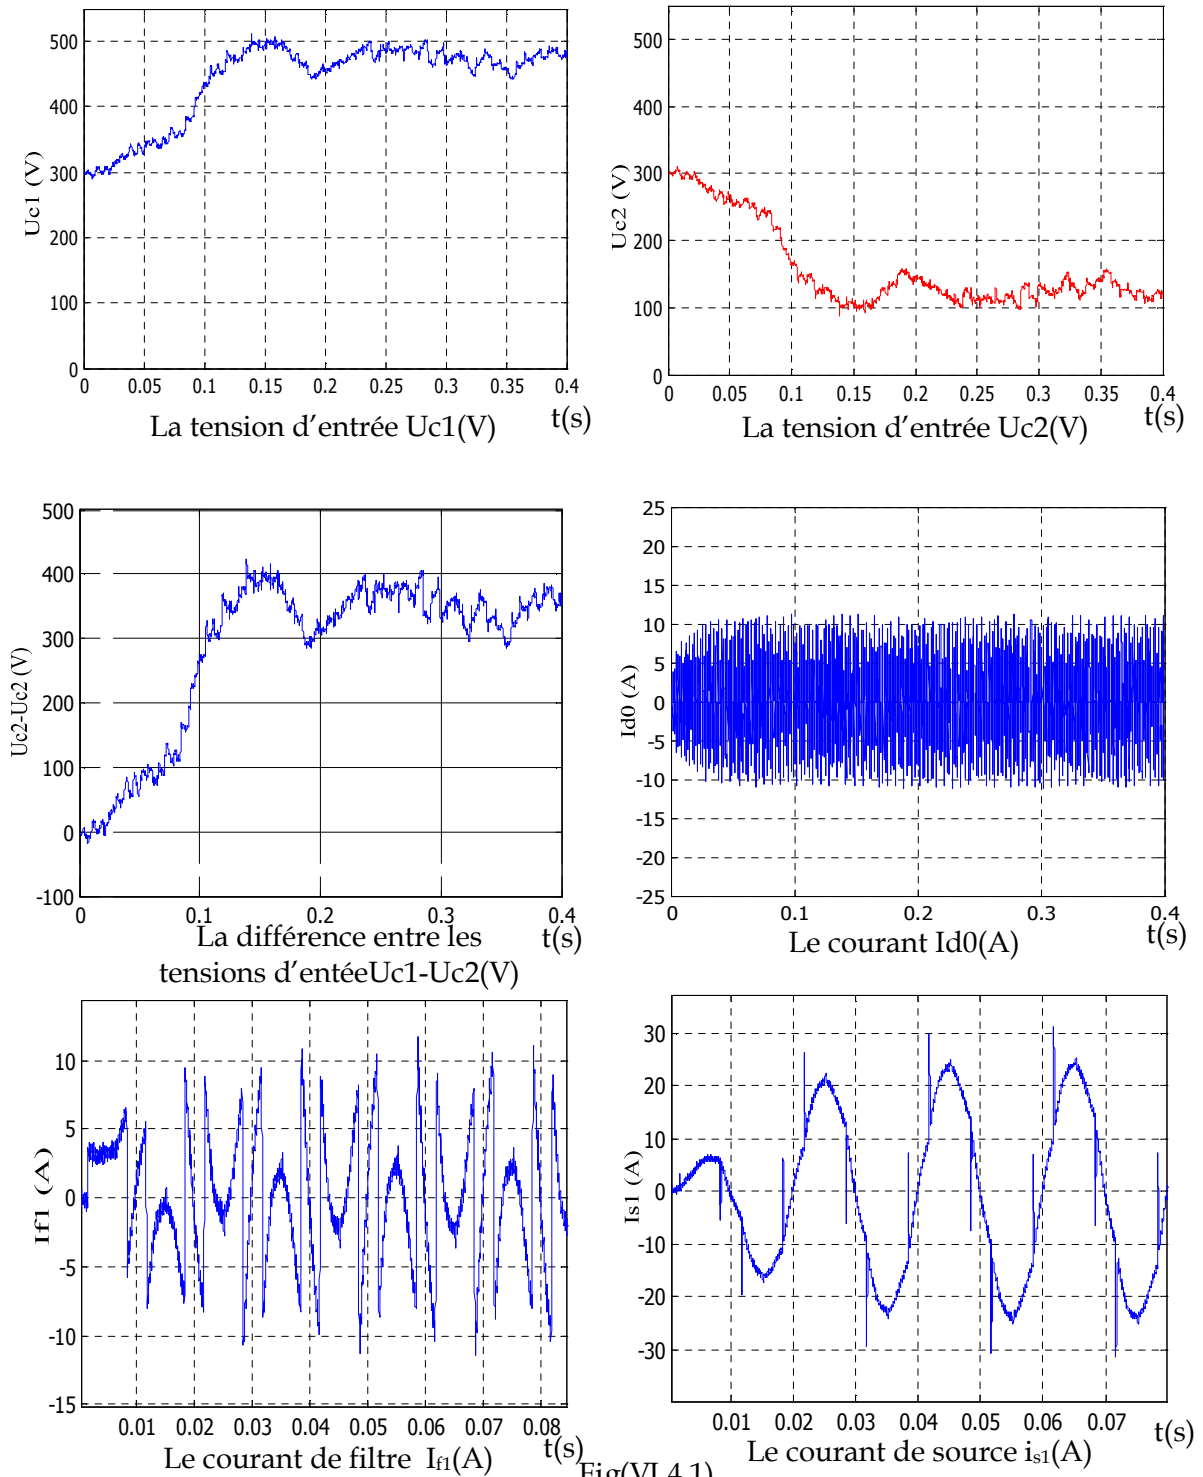 500
400
300
200
100
0
Uc1 (V)
0 0.05 0.1 0.15 0.2 0.25 0.3 0.35 0.4
t(s)
La tension d'entrée Uc1(V)
500
400
300
200
100
0
Uc2 (V)
0 0.05 0.1 0.15 0.2 0.25 0.3 0.35 0.4
t(s)
La tension d'entrée Uc2(V)
500
400
300
200
100
0
-100
Uc2-Uc2 (V)
0 0.1 0.2 0.3 0.4
t(s)
La différence entre les
tensions d'entéeUc1-Uc2(V)
25
20
15
10
5
0
-5
-10
-15
-20
-25
Id0 (A)
0 0.1 0.2 0.3 0.4
t(s)
Le courant Id0(A)
10
5
0
-5
-10
-15
If1 (A)
0.01 0.02 0.03 0.04 0.05 0.06 0.07 0.08
t(s)
Le courant de filtre If1(A)
30
20
10
0
-10
-20
-30
Is1 (A)
0.01 0.02 0.03 0.04 0.05 0.06 0.07
t(s)
Le courant de source is1(A)
Fig(VI.4.1)